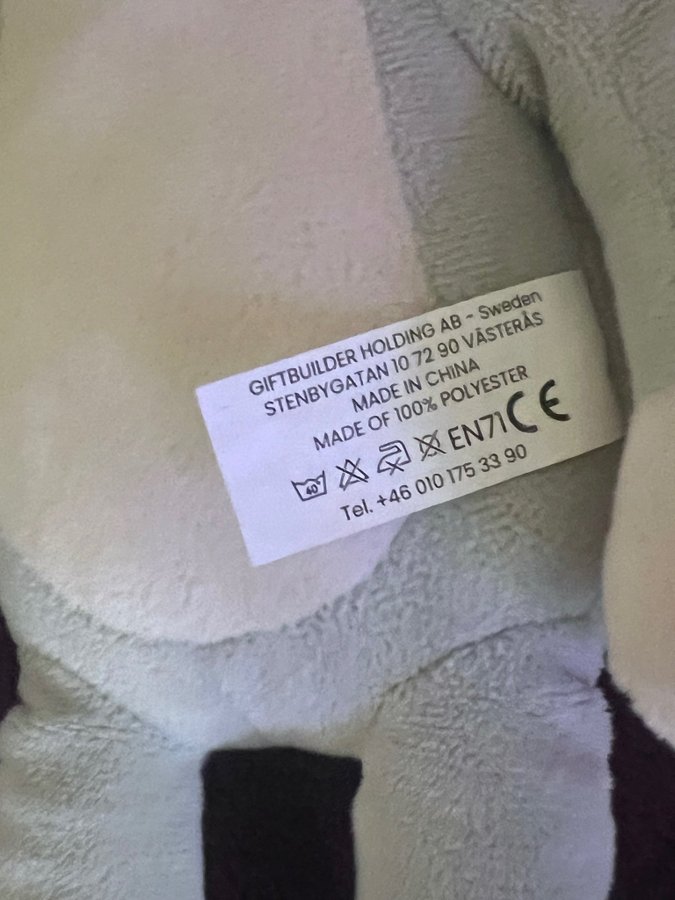 GIFTBUILDER HOLDING AB - Sweden
STENBYGATAN 10 72 90 VÄSTERÅS
MADE IN CHINA
MADE OF 100% POLYESTER
40 EN71 CE
Tel. +46 010 175 33 90